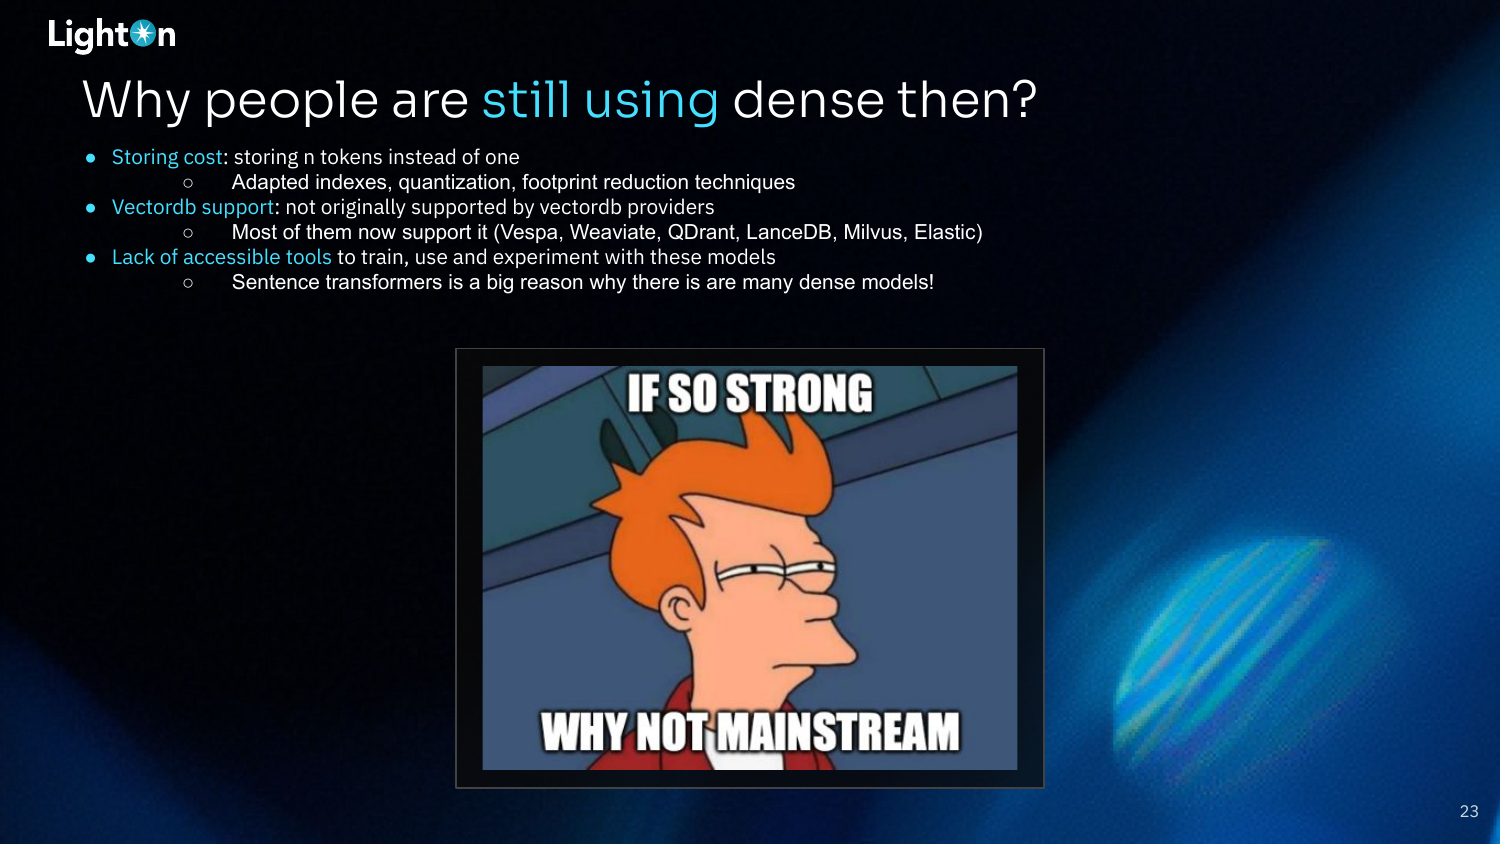 LightOn
Why people are still using dense then?
● Storing cost: storing n tokens instead of one
○ Adapted indexes, quantization, footprint reduction techniques
● Vectordb support: not originally supported by vectordb providers
○ Most of them now support it (Vespa, Weaviate, QDrant, LanceDB, Milvus, Elastic)
● Lack of accessible tools to train, use and experiment with these models
○ Sentence transformers is a big reason why there is are many dense models!
IF SO STRONG
WHY NOT MAINSTREAM
23